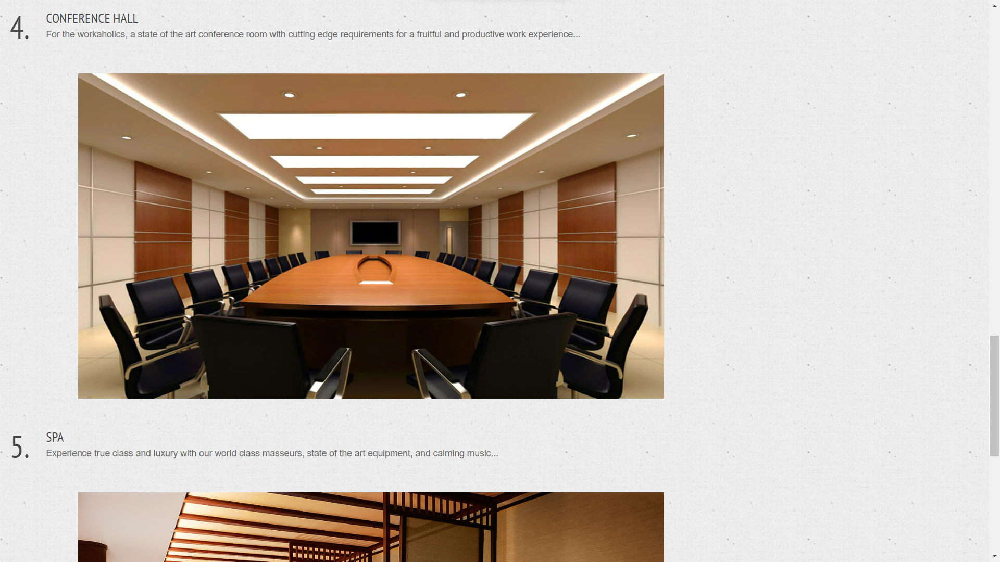 4.
CONFERENCE HALL
For the workaholics, a state of the art conference room with cutting edge requirements for a fruitful and productive work experience...
5.
SPA
Experience true class and luxury with our world class masseurs, state of the art equipment, and calming music...